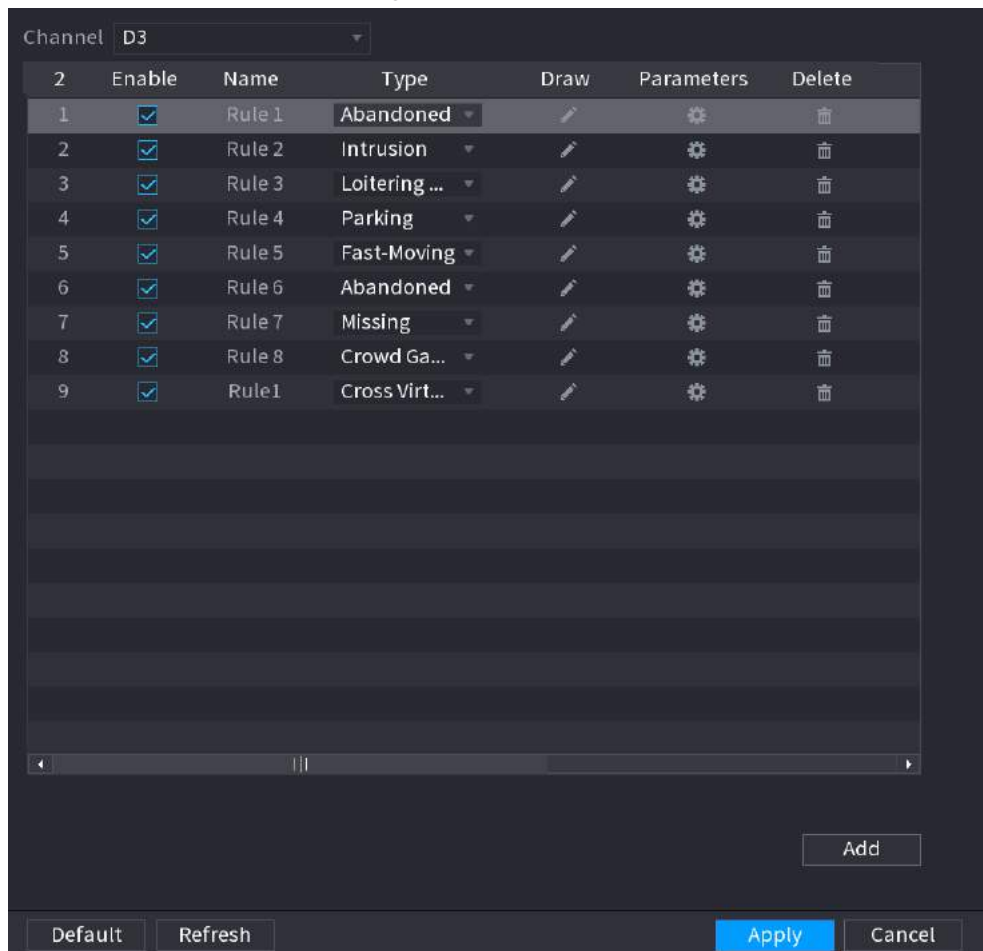 Channel D3
2 Enable Name Type Draw Parameters Delete
1 Rule 1 Abandoned
2 Rule 2 Intrusion
3 Rule 3 Loitering ...
4 Rule 4 Parking
5 Rule 5 Fast-Moving
6 Rule 6 Abandoned
7 Rule 7 Missing
8 Rule 8 Crowd Ga...
9 Rule1 Cross Virt...
Add
Default Refresh Apply Cancel